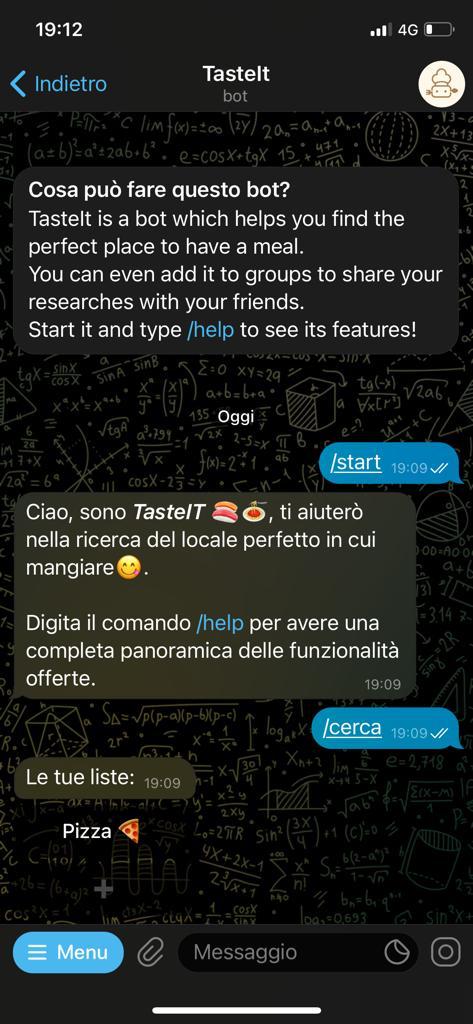 19:12
4G
Indietro
TasteIt
bot
Cosa può fare questo bot?
TasteIt is a bot which helps you find the
perfect place to have a meal.
You can even add it to groups to share your
researches with your friends.
Start it and type /help to see its features!
Oggi
/start 19:09
Ciao, sono TasteIT 🍣🍝, ti aiuterò
nella ricerca del locale perfetto in cui
mangiare😋.
Digita il comando /help per avere una
completa panoramica delle funzionalità
offerte.
19:09
/cerca 19:09
Le tue liste: 19:09
Pizza 🍕
+
Menu
Messaggio